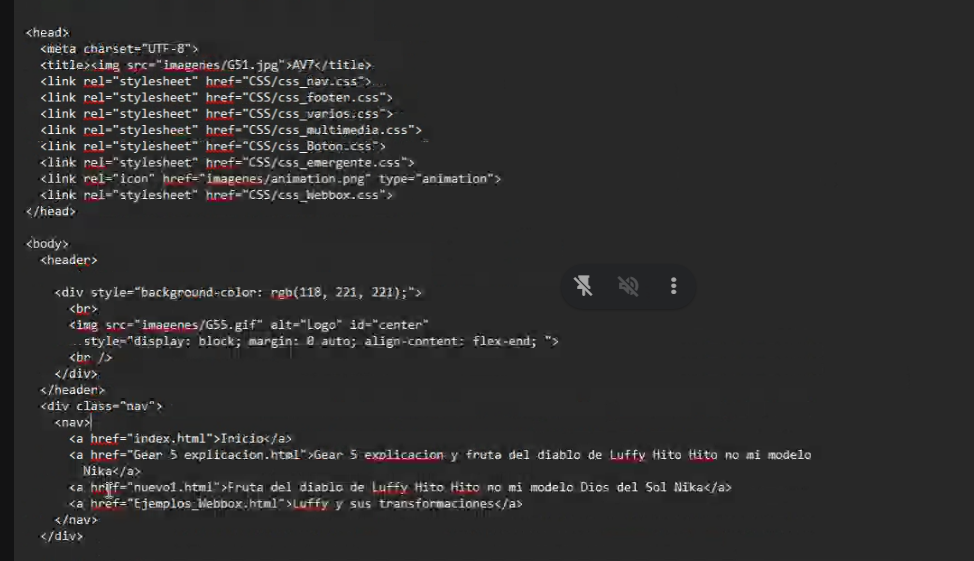 <head>
<meta charset="UTF-8">
<title><img src="imagenes/G51.jpg">AV7</title>
<link rel="stylesheet" href="CSS/css_nav.css">
<link rel="stylesheet" href="CSS/css_footer.css">
<link rel="stylesheet" href="CSS/css_varios.css">
<link rel="stylesheet" href="CSS/css_multimedia.css">
<link rel="stylesheet" href="CSS/css_Boton.css">
<link rel="stylesheet" href="CSS/css_emergente.css">
<link rel="icon" href="imagenes/animation.png" type="animation">
<link rel="stylesheet" href="CSS/css_Webbox.css">
</head>
<body>
<header>
<div style="background-color: rgb(118, 221, 221);">
<br>
<img src="imagenes/G55.gif" alt="Logo" id="center"
style="display: block; margin: 0 auto; align-content: flex-end; ">
<br />
</div>
</header>
<div class="nav">
<nav>
<a href="index.html">Inicio</a>
<a href="Gear 5 explicacion.html">Gear 5 explicacion y fruta del diablo de Luffy Hito Hito no mi modelo
Nika</a>
<a href="nuevo1.html">Fruta del diablo de Luffy Hito Hito no mi modelo Dios del Sol Nika</a>
<a href="Ejemplos_Webbox.html">Luffy y sus transformaciones</a>
</nav>
</div>